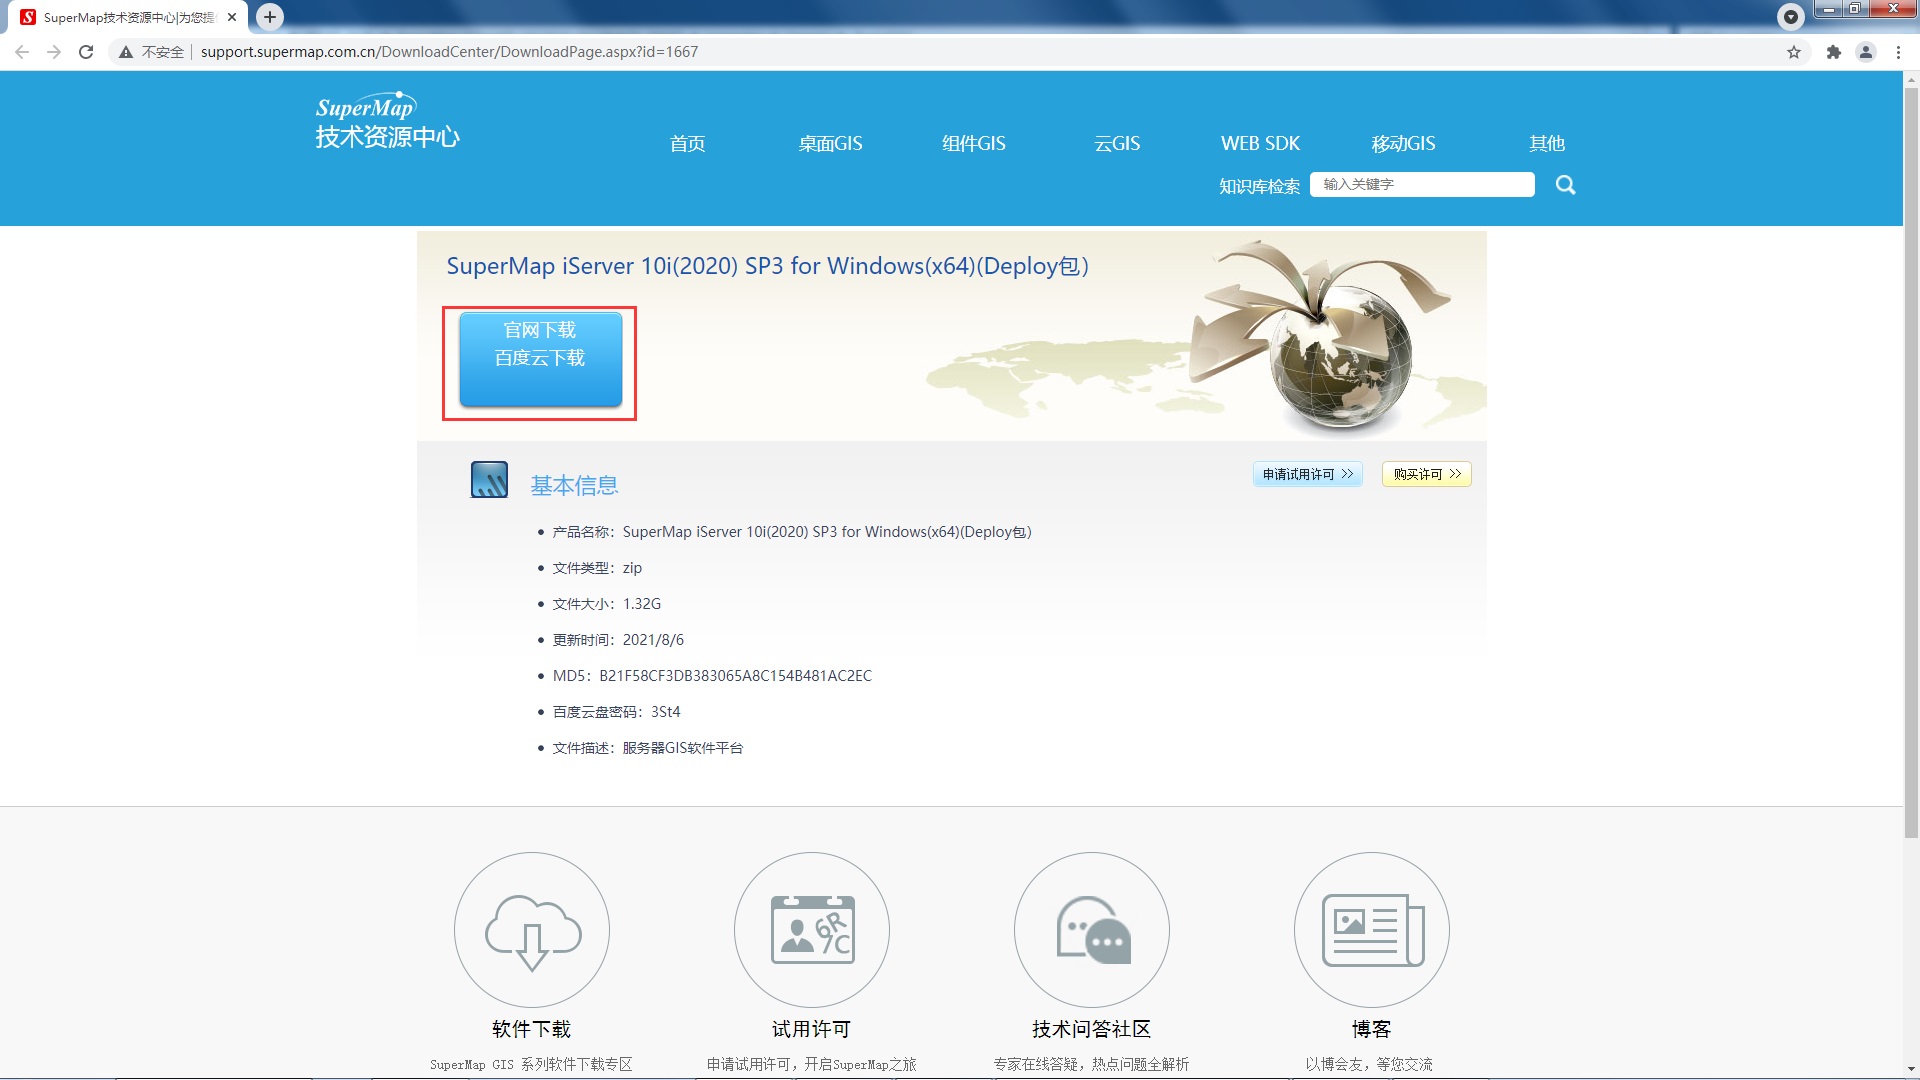 SuperMap技术资源中心|为您提
不安全
support.supermap.com.cn/DownloadCenter/DownloadPage.aspx?id=1667
SuperMap
技术资源中心
首页
桌面GIS
组件GIS
云GIS
WEB SDK
移动GIS
其他
知识库检索
输入关键字
SuperMap iServer 10i(2020) SP3 for Windows(x64)(Deploy包）
官网下载
百度云下载
基本信息
申请试用许可 >>
购买许可 >>
产品名称：SuperMap iServer 10i(2020) SP3 for Windows(x64)(Deploy包）
文件类型：zip
文件大小：1.32G
更新时间：2021/8/6
MD5：B21F58CF3DB383065A8C154B481AC2EC
百度云盘密码：3St4
文件描述：服务器GIS软件平台
6R
7C
软件下载
试用许可
技术问答社区
博客
SuperMap GIS 系列软件下载专区
申请试用许可，开启SuperMap之旅
专家在线答疑，热点问题全解析
以博会友，等您交流